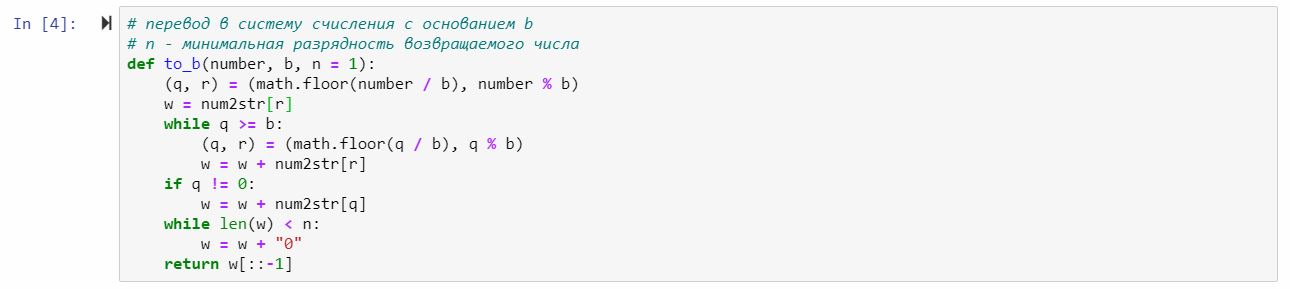 In [4]: # перевод в систему счисления с основанием b
# n - минимальная разрядность возвращаемого числа
def to_b(number, b, n = 1):
    (q, r) = (math.floor(number / b), number % b)
    w = num2str[r]
    while q >= b:
        (q, r) = (math.floor(q / b), q % b)
        w = w + num2str[r]
    if q != 0:
        w = w + num2str[q]
    while len(w) < n:
        w = w + "0"
    return w[::-1]